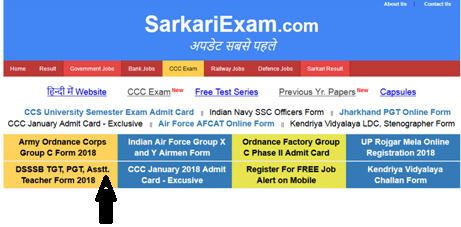 About Us | Contact Us
SarkariExam.com
अपडेट सबसे पहले
Home Result Government Jobs Bank Jobs CCC Exam Railway Jobs Defence Jobs Sarkari Result
हिन्दी में Website CCC Exam New Free Test Series Previous Yr. Papers New Capsules
CCS University Semester Exam Admit Card || Indian Navy SSC Officers Form || Jharkhand PGT Online Form
CCC January Admit Card - Exclusive || Air Force AFCAT Online Form || Kendriya Vidyalaya LDC, Stenographer Form
Army Ordnance Corps
Group C Form 2018
Indian Air Force Group X
and Y Airmen Form
Ordnance Factory Group
C Phase II Admit Card
UP Rojgar Mela Online
Registration 2018
DSSSB TGT, PGT, Asstt.
Teacher Form 2018
CCC January 2018 Admit
Card - Excusive
Register For FREE Job
Alert on Mobile
Kendriya Vidyalaya
Challan Form